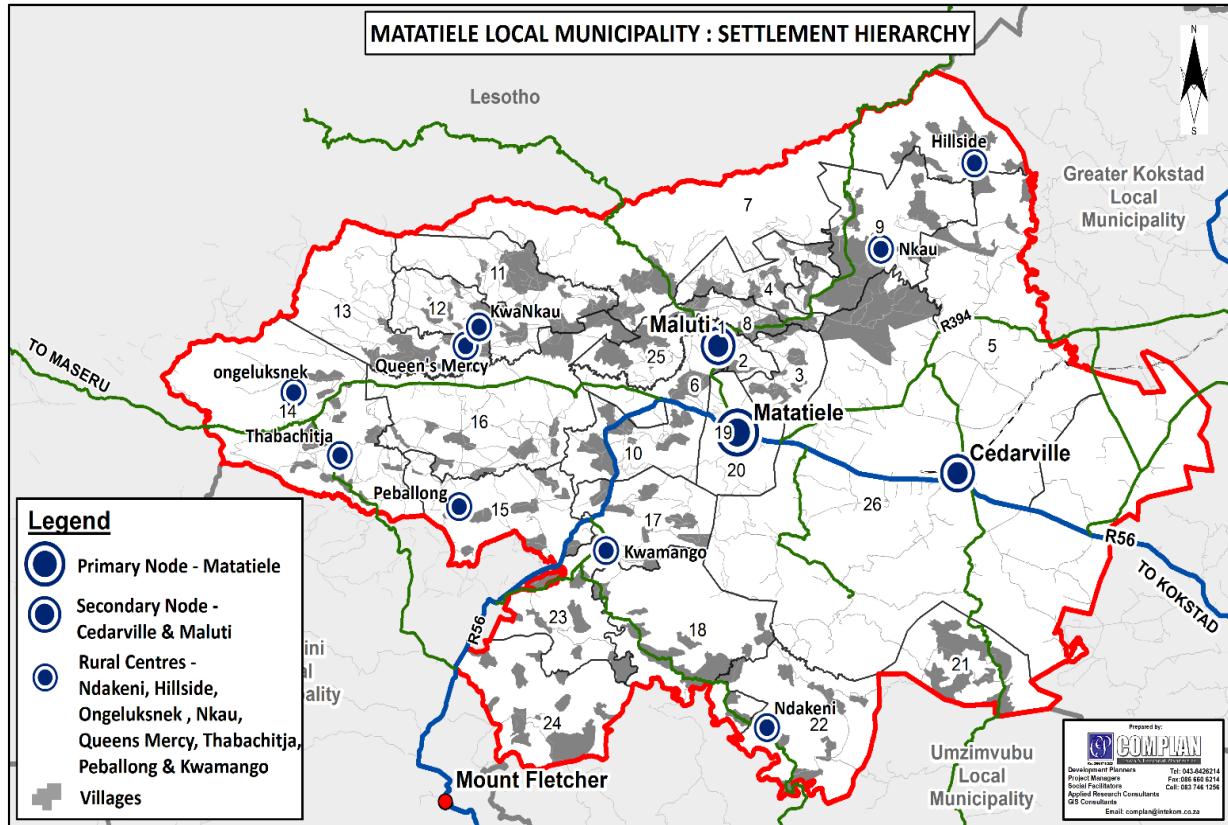 MATATIELE LOCAL MUNICIPALITY : SETTLEMENT HIERARCHY
N
S
Lesotho
Hillside
Greater Kokstad
Local
Municipality
7
9
Nkau
11
4
13
12
KwaNkau
8
1
Maluti
R394
5
TO MASERU
Queen's Mercy
25
2
3
ongeluksnek
6
14
16
Matatiele
19
Thabachitja
10
20
Cedarville
Peballong
15
17
26
Kwamango
R56
TO KOKSTAD
23
18
R56
21
24
Ndakeni
22
Mount Fletcher
Umzimvubu
Local
Municipality
ini
al
pality
Legend
Primary Node - Matatiele
Secondary Node -
Cedarville & Maluti
Rural Centres -
Ndakeni, Hillside,
Ongeluksnek , Nkau,
Queens Mercy, Thabachitja,
Peballong & Kwamango
Villages
Prepared by:
COMPLAN
Development Planners
Project Managers
Social Facilitators
Applied Research Consultants
GIS Consultants
Tel: 043-6426214
Fax:086 660 6214
Cell: 083 746 1256
Email: complan@intekom.co.za